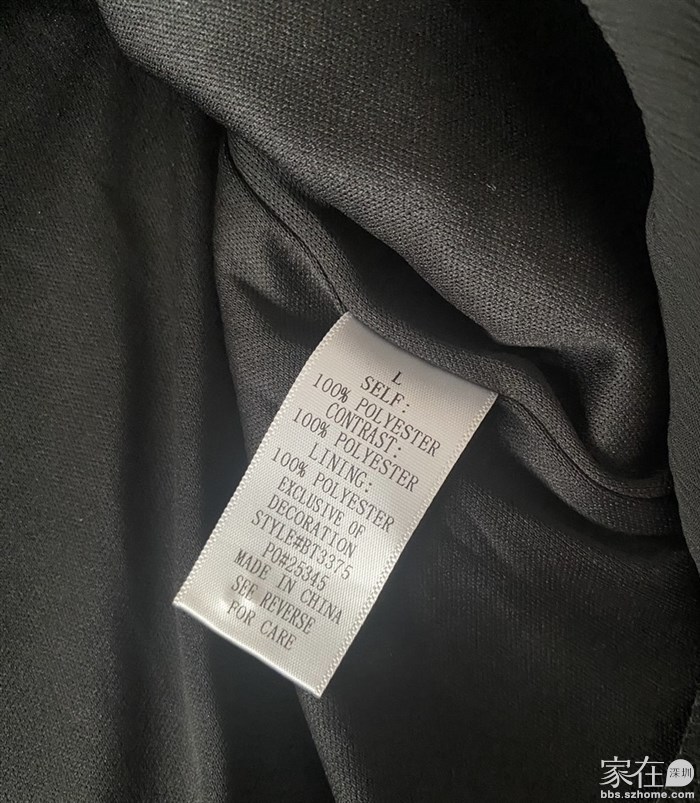 L
SELF:
100% POLYESTER
CONTRAST:
100% POLYESTER
LINING:
100% POLYESTER
EXCLUSIVE OF
DECORATION
STYLE#BT3375
PO#25345
MADE IN CHINA
SEE REVERSE
FOR CARE
家在深圳
bbs.szhome.com